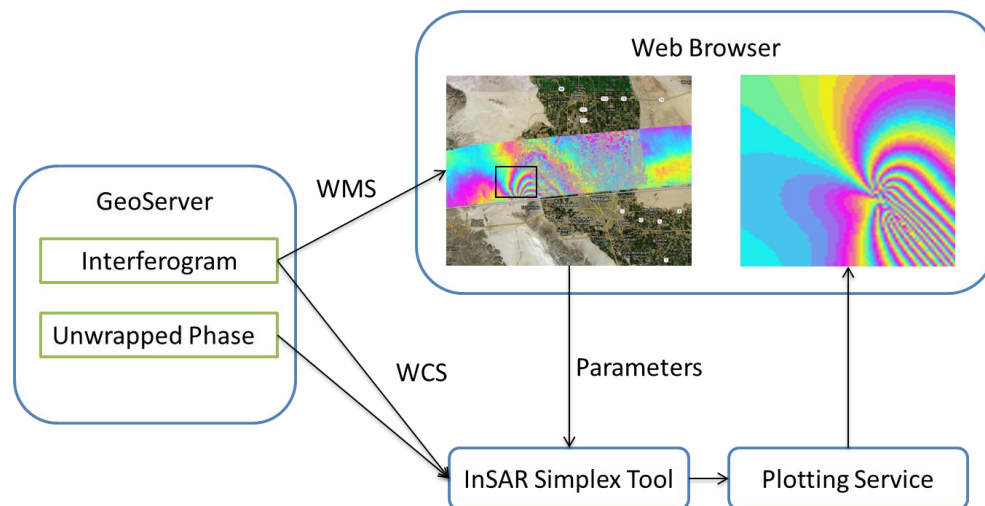 Web Browser
GeoServer
WMS
Interferogram
Unwrapped Phase
WCS
Parameters
InSAR Simplex Tool
Plotting Service